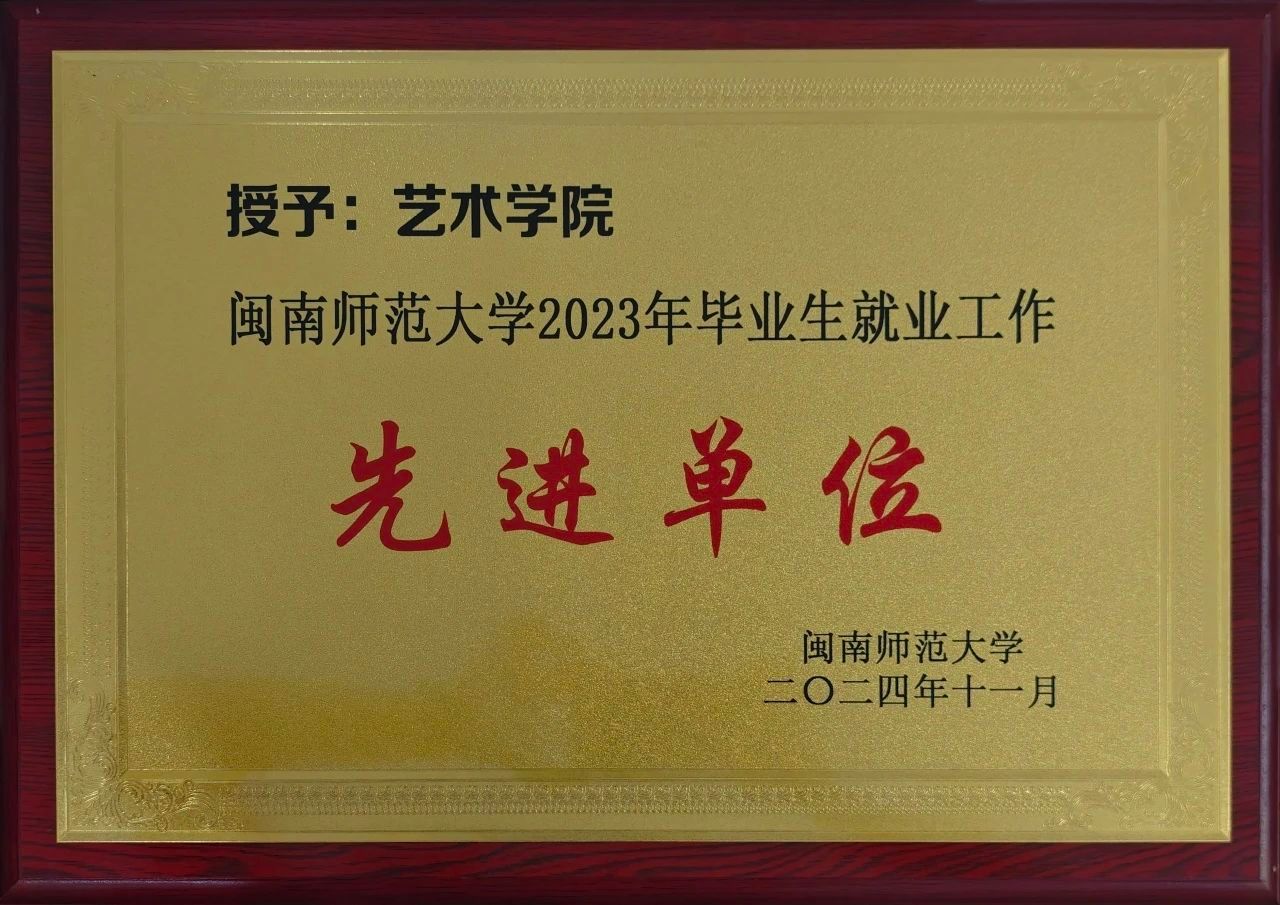 授予：艺术学院
闽南师范大学2023年毕业生就业工作
先进单位
闽南师范大学
二〇二四年十一月